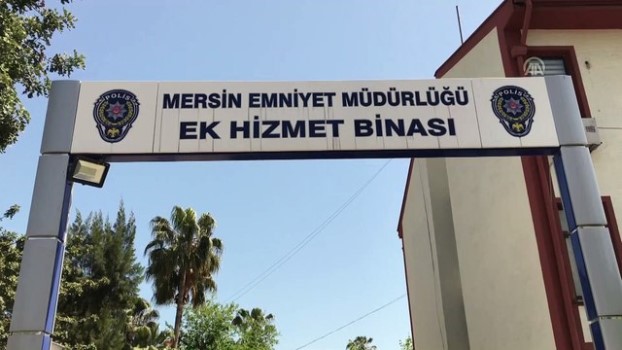 MERSİN EMNİYET MÜDÜRLÜĞÜ
EK HİZMET BİNASI
POLİS
POLİS